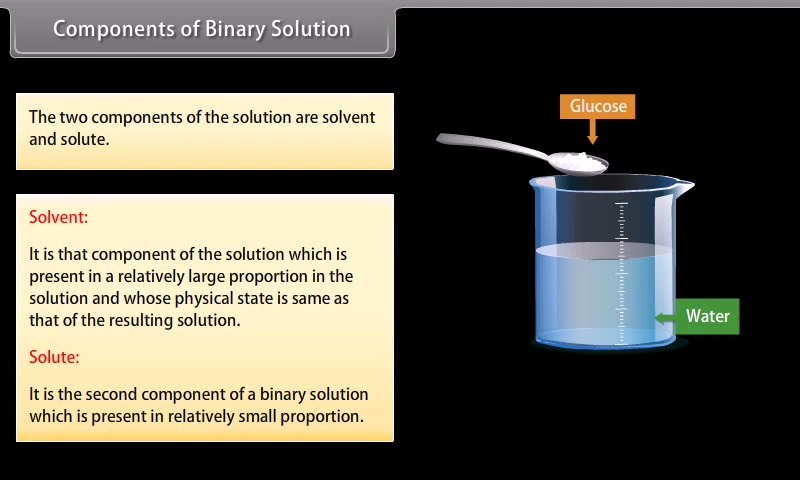 Components of Binary Solution
The two components of the solution are solvent
and solute.
Solvent:
It is that component of the solution which is
present in a relatively large proportion in the
solution and whose physical state is same as
that of the resulting solution.
Solute:
It is the second component of a binary solution
which is present in relatively small proportion.
Glucose
Water